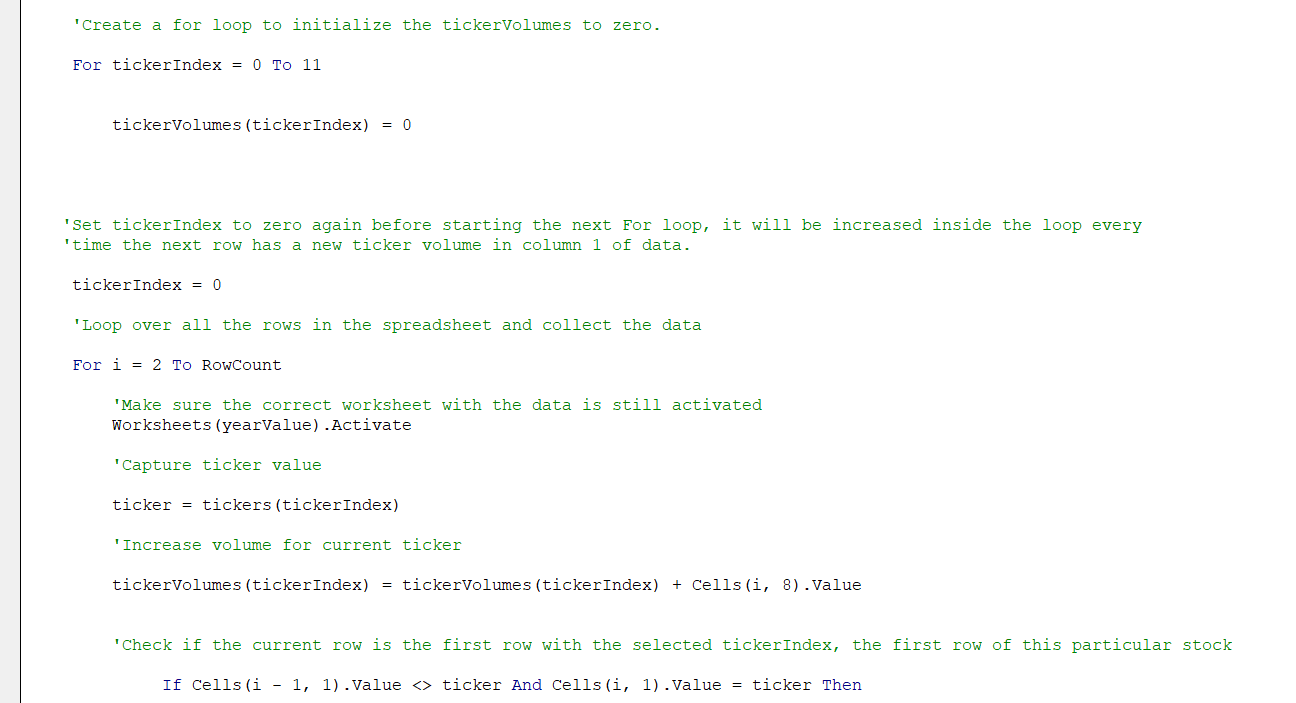 'Create a for loop to initialize the tickerVolumes to zero.
For tickerIndex = 0 To 11
tickerVolumes(tickerIndex) = 0
'Set tickerIndex to zero again before starting the next For loop, it will be increased inside the loop every
'time the next row has a new ticker volume in column 1 of data.
tickerIndex = 0
'Loop over all the rows in the spreadsheet and collect the data
For i = 2 To RowCount
'Make sure the correct worksheet with the data is still activated
Worksheets(yearValue).Activate
'Capture ticker value
ticker = tickers(tickerIndex)
'Increase volume for current ticker
tickerVolumes(tickerIndex) = tickerVolumes(tickerIndex) + Cells(i, 8).Value
'Check if the current row is the first row with the selected tickerIndex, the first row of this particular stock
If Cells(i - 1, 1).Value <> ticker And Cells(i, 1).Value = ticker Then